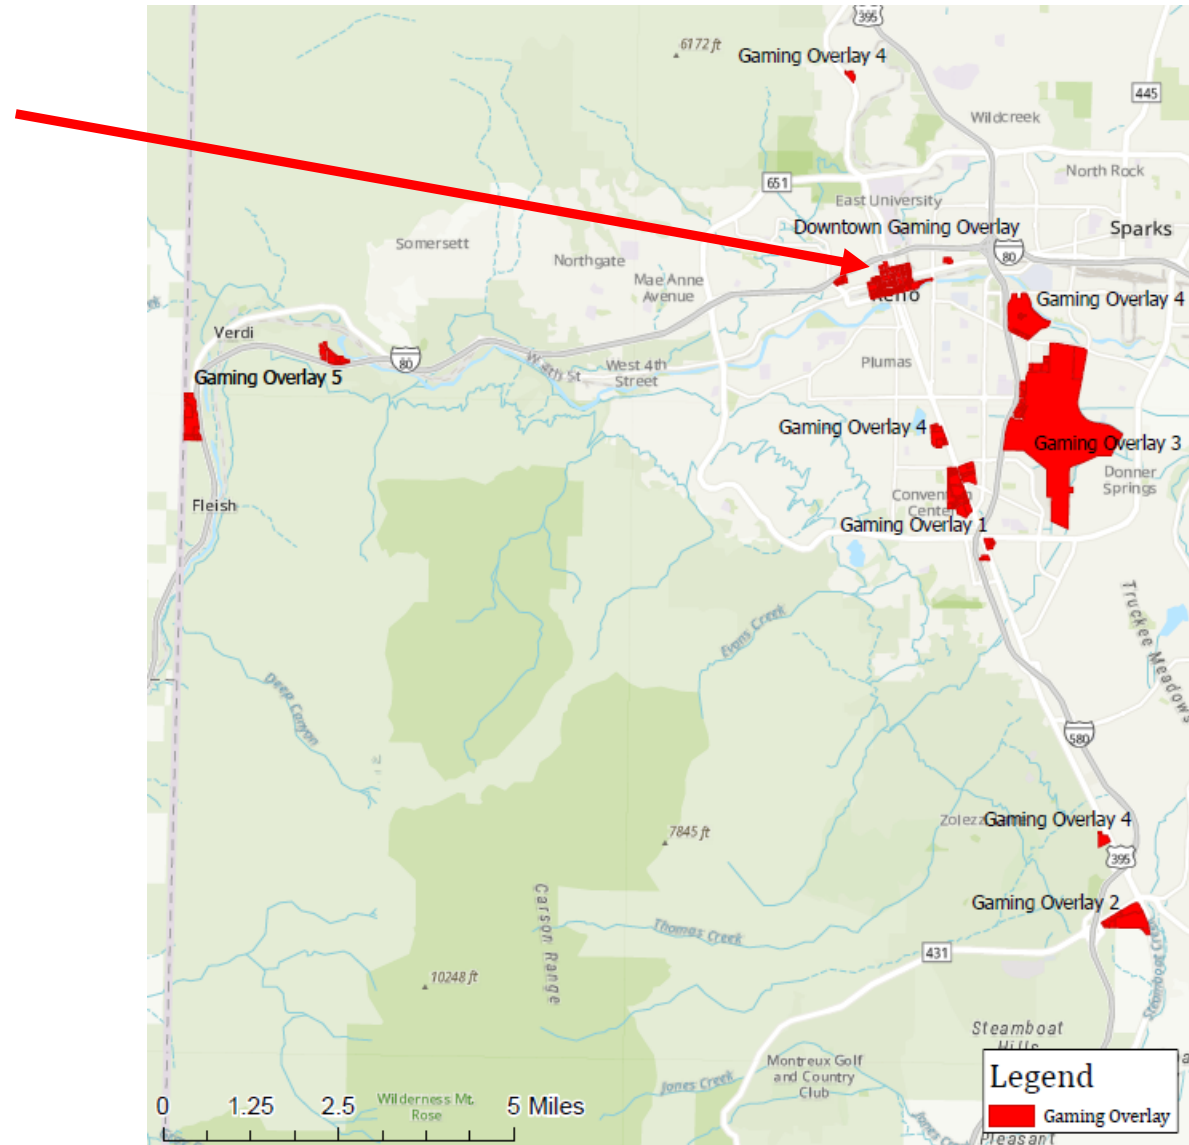 395
6172 ft
Gaming Overlay 4
445
Wildcreek
North Rock
651
East University
Downtown Gaming Overlay
Sparks
Somersett
80
Northgate
Mae Anne
Avenue
Reno
Gaming Overlay 4
Verdi
80
W 4th St
West 4th
Street
Plumas
Gaming Overlay 5
Gaming Overlay 4
Gaming Overlay 3
Donner
Springs
Convention
Center
Fleish
Gaming Overlay 1
Truckee Meadows
Evans Creek
Deep Canyon
580
Gaming Overlay 4
7845 ft
395
Carson Range
Gaming Overlay 2
Thomas Creek
431
10248 ft
Steamboat Creek
Steamboat
Hills
Montreux Golf
and Country
Club
Legend
Gaming Overlay
Jones Creek
Wilderness Mt.
Rose
0 1.25 2.5 5 Miles
Pleasant